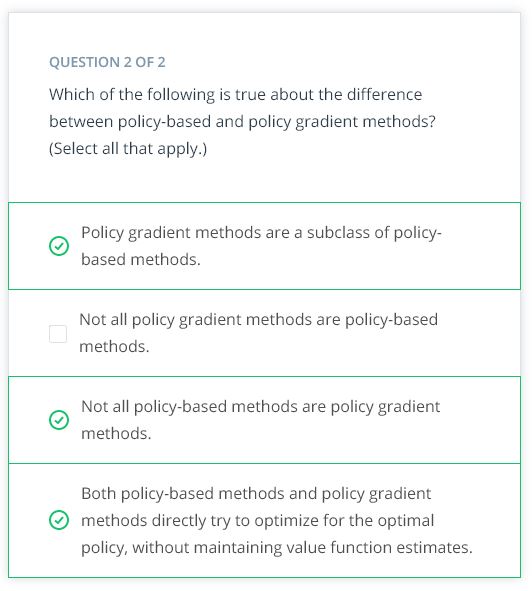 QUESTION 2 OF 2
Which of the following is true about the difference
between policy-based and policy gradient methods?
(Select all that apply.)
Policy gradient methods are a subclass of policy-
based methods.
Not all policy gradient methods are policy-based
methods.
Not all policy-based methods are policy gradient
methods.
Both policy-based methods and policy gradient
methods directly try to optimize for the optimal
policy, without maintaining value function estimates.